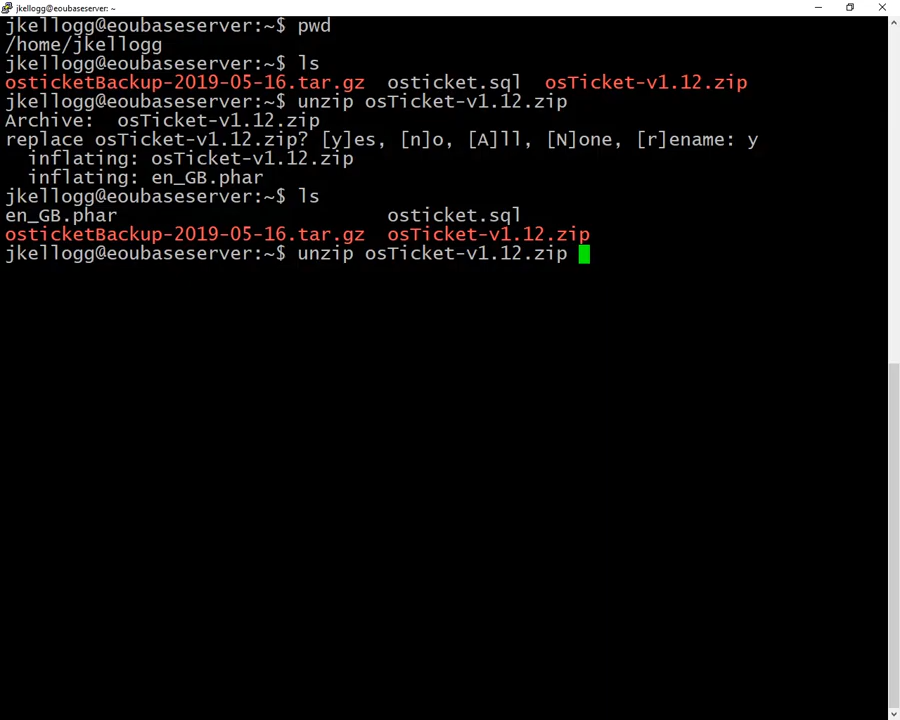 jkellogg@eoubaseserver: ~
jkellogg@eoubaseserver:~$ pwd
/home/jkellogg
jkellogg@eoubaseserver:~$ ls
osticketBackup-2019-05-16.tar.gz  osticket.sql  osTicket-v1.12.zip
jkellogg@eoubaseserver:~$ unzip osTicket-v1.12.zip
Archive:  osTicket-v1.12.zip
replace osTicket-v1.12.zip? [y]es, [n]o, [A]ll, [N]one, [r]ename: y
  inflating: osTicket-v1.12.zip
  inflating: en_GB.phar
jkellogg@eoubaseserver:~$ ls
en_GB.phar                        osticket.sql
osticketBackup-2019-05-16.tar.gz  osTicket-v1.12.zip
jkellogg@eoubaseserver:~$ unzip osTicket-v1.12.zip